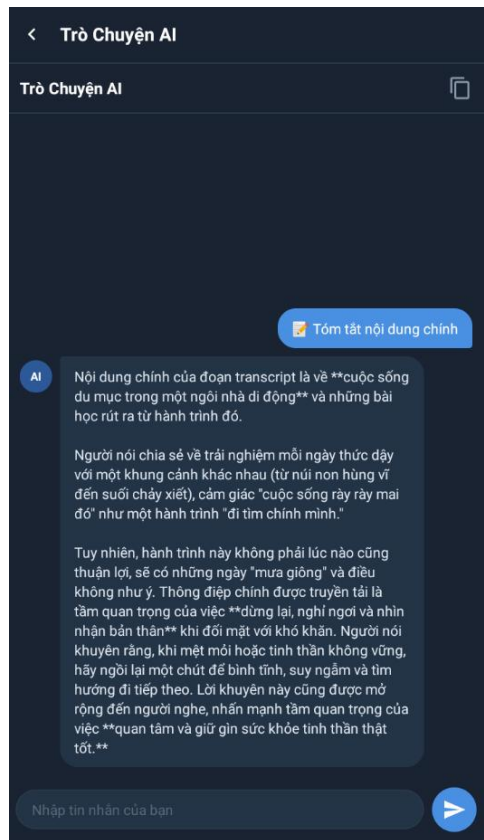 Trò Chuyện AI
Trò Chuyện AI
📝 Tóm tắt nội dung chính
AI
Nội dung chính của đoạn transcript là về **cuộc sống
du mục trong một ngôi nhà di động** và những bài
học rút ra từ hành trình đó.
Người nói chia sẻ về trải nghiệm mỗi ngày thức dậy
với một khung cảnh khác nhau (từ núi non hùng vĩ
đến suối chảy xiết), cảm giác "cuộc sống rày rày mai
đó" như một hành trình "đi tìm chính mình."
Tuy nhiên, hành trình này không phải lúc nào cũng
thuận lợi, sẽ có những ngày "mưa giông" và điều
không như ý. Thông điệp chính được truyền tải là
tầm quan trọng của việc **dừng lại, nghỉ ngơi và nhìn
nhận bản thân** khi đối mặt với khó khăn. Người nói
khuyên rằng, khi mệt mỏi hoặc tinh thần không vững,
hãy ngồi lại một chút để bình tĩnh, suy ngẫm và tìm
hướng đi tiếp theo. Lời khuyên này cũng được mở
rộng đến người nghe, nhấn mạnh tầm quan trọng của
việc **quan tâm và giữ gìn sức khỏe tinh thần thật
tốt.**
Nhập tin nhắn của bạn